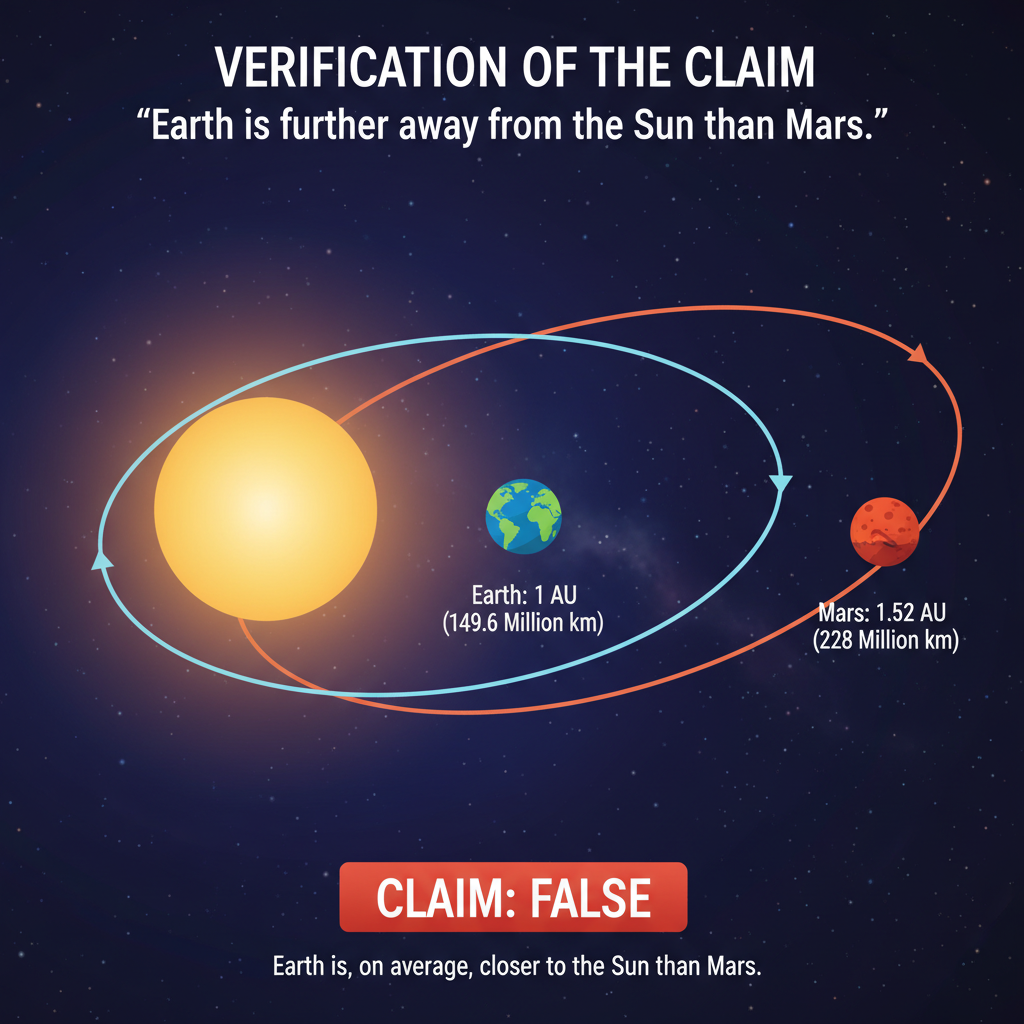 VERIFICATION OF THE CLAIM
“Earth is further away from the Sun than Mars.”
Earth: 1 AU
(149.6 Million km)
Mars: 1.52 AU
(228 Million km)
CLAIM: FALSE
Earth is, on average, closer to the Sun than Mars.